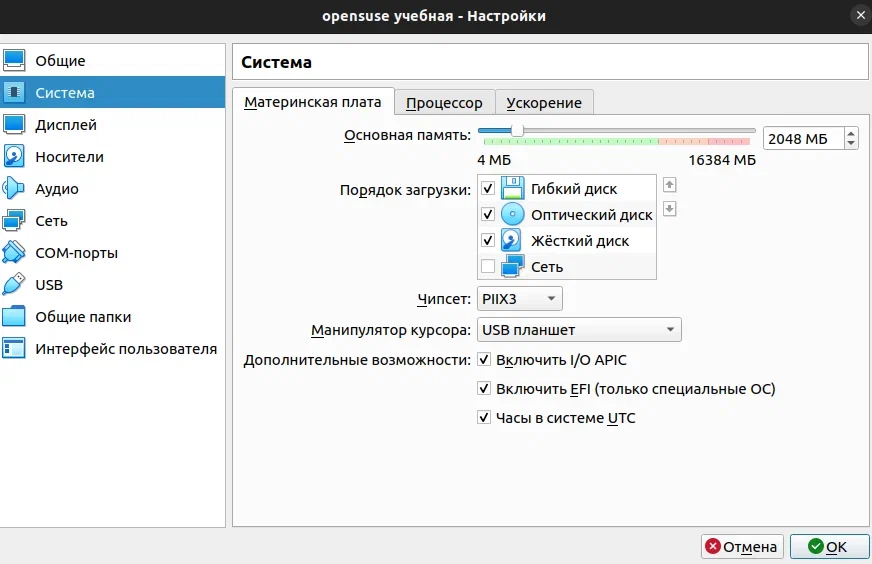 opensuse учебная - Настройки
Общие
Система
Дисплей
Носители
Аудио
Сеть
COM-порты
USB
Общие папки
Интерфейс пользователя
Система
Материнская плата Процессор Ускорение
Основная память: 2048 МБ
4 МБ 16384 МБ
Порядок загрузки: Гибкий диск
Оптический диск
Жёсткий диск
Сеть
Чипсет: PIIX3
Манипулятор курсора: USB планшет
Дополнительные возможности: Включить I/O APIC
Включить EFI (только специальные ОС)
Часы в системе UTC
Отмена OK